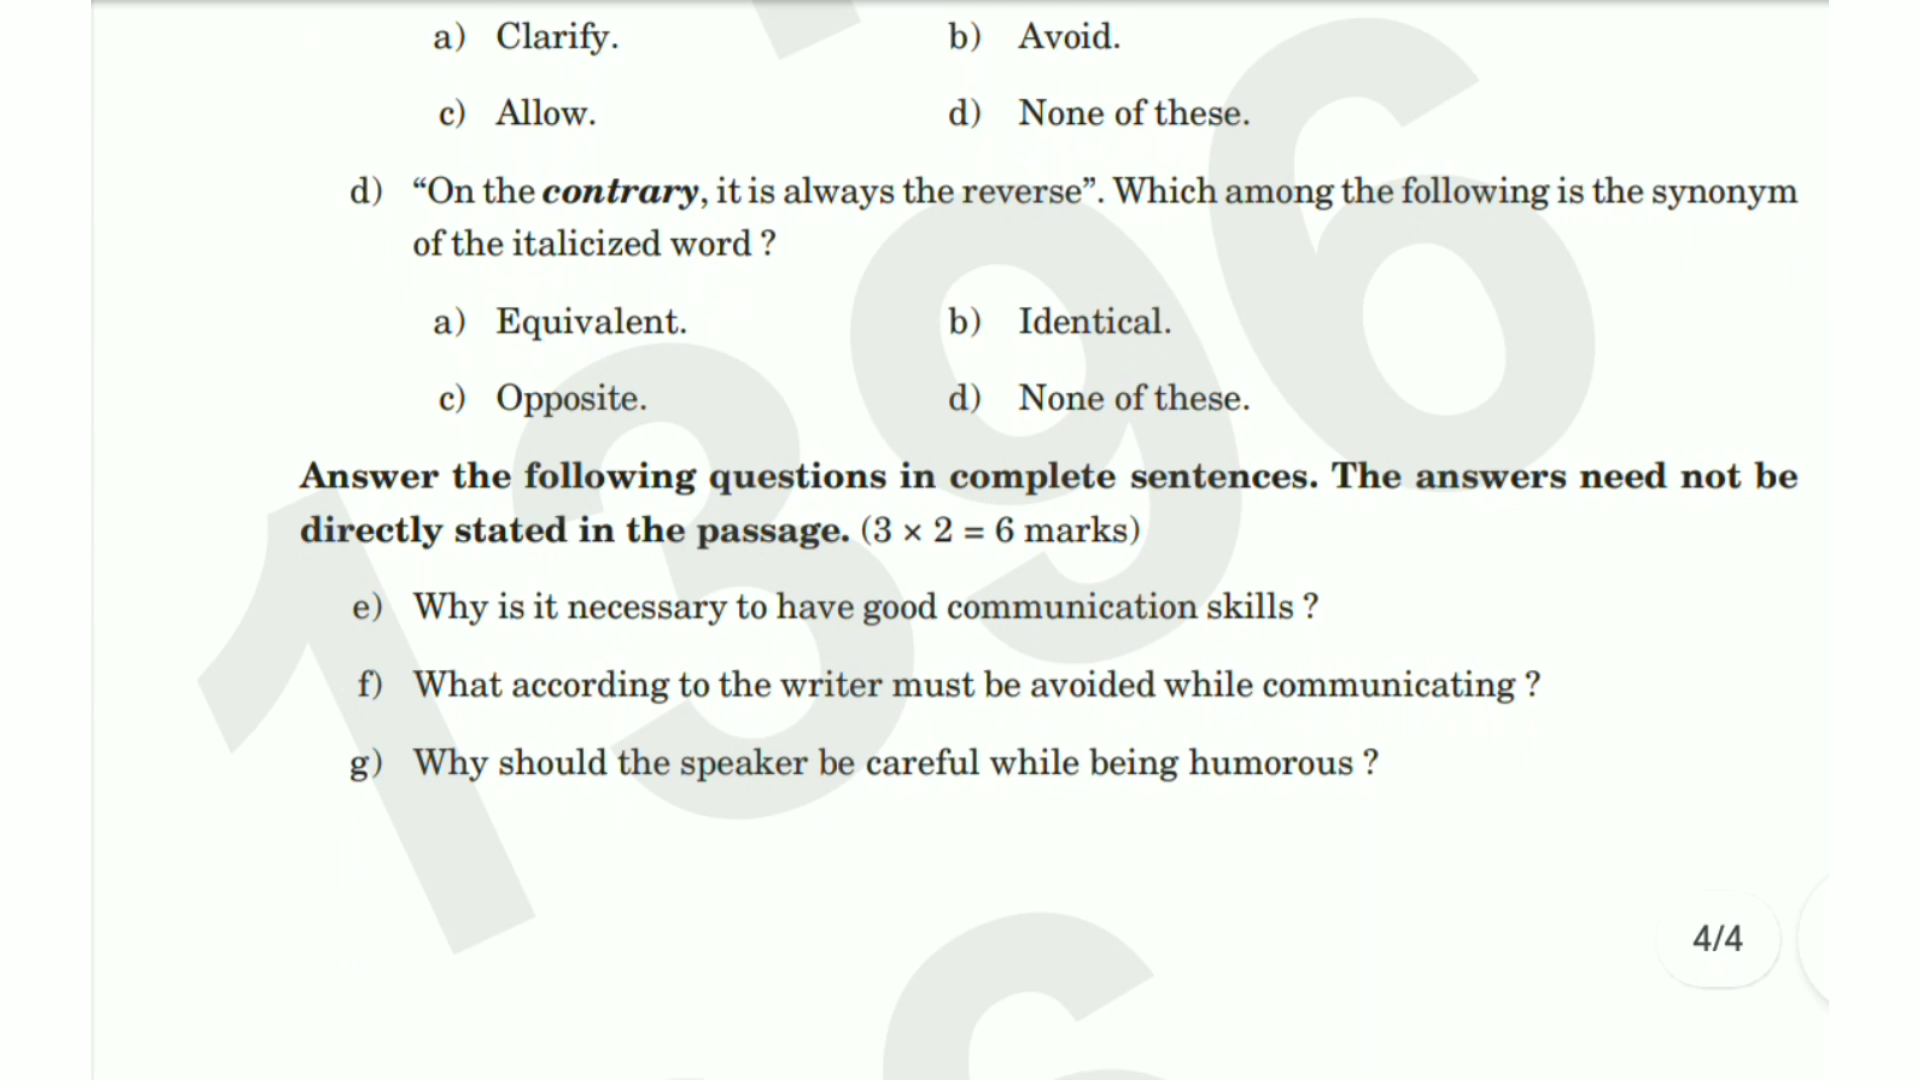 a) Clarify. b) Avoid.
c) Allow. d) None of these.
d) “On the contrary, it is always the reverse”. Which among the following is the synonym
of the italicized word ?
a) Equivalent. b) Identical.
c) Opposite. d) None of these.
Answer the following questions in complete sentences. The answers need not be
directly stated in the passage. (3 × 2 = 6 marks)
e) Why is it necessary to have good communication skills ?
f) What according to the writer must be avoided while communicating ?
g) Why should the speaker be careful while being humorous ?
4/4
1396